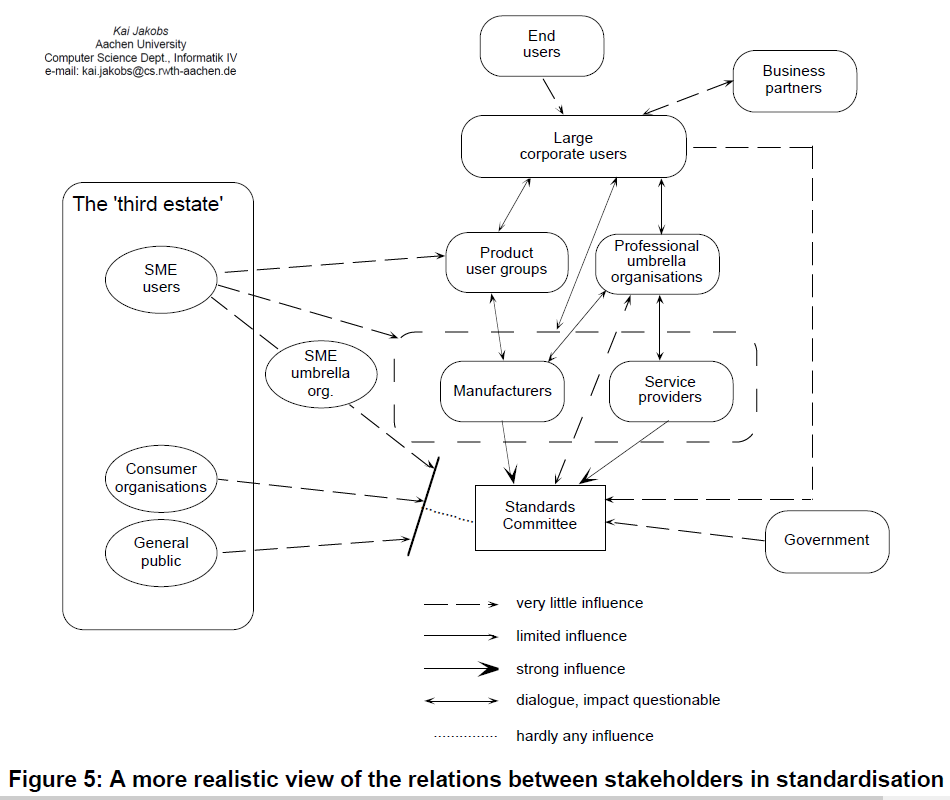 Kai Jakobs
Aachen University
Computer Science Dept., Informatik IV
e-mail: kai.jakobs@cs.rwth-aachen.de
End
users
Business
partners
Large
corporate users
The 'third estate'
SME
users
Product
user groups
Professional
umbrella
organisations
SME
umbrella
org.
Manufacturers
Service
providers
Consumer
organisations
General
public
Standards
Committee
Government
very little influence
limited influence
strong influence
dialogue, impact questionable
hardly any influence
Figure 5: A more realistic view of the relations between stakeholders in standardisation